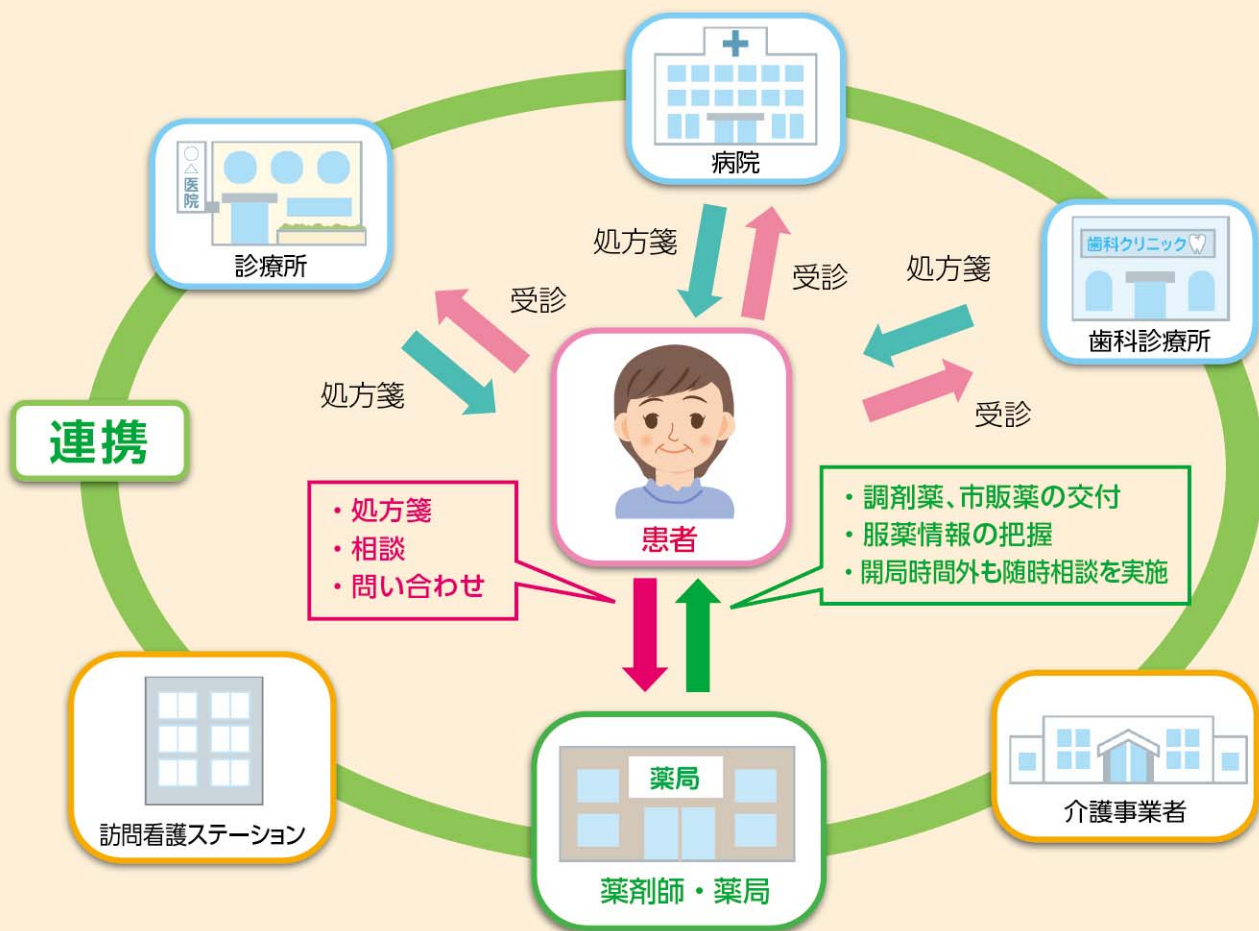 病院
○△医院
診療所
歯科クリニック
歯科診療所
処方箋
受診
処方箋
受診
処方箋
受診
連携
患者
・処方箋
・相談
・問い合わせ
・調剤薬、市販薬の交付
・服薬情報の把握
・開局時間外も随時相談を実施
訪問看護ステーション
薬局
薬剤師・薬局
介護事業者